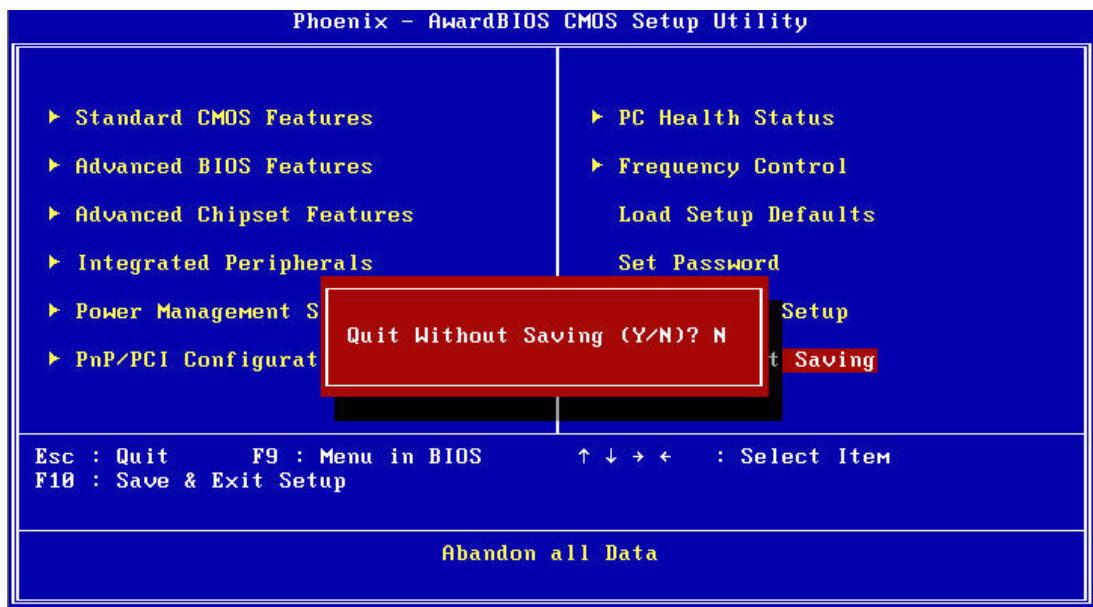 Phoenix - AwardBIOS CMOS Setup Utility
Standard CMOS Features
Advanced BIOS Features
Advanced Chipset Features
Integrated Peripherals
Power Management S
PnP/PCI Configurat
PC Health Status
Frequency Control
Load Setup Defaults
Set Password
Setup
t Saving
Quit Without Saving (Y/N)? N
Esc : Quit F9 : Menu in BIOS ↑ ↓ → ← : Select Item
F10 : Save & Exit Setup
Abandon all Data